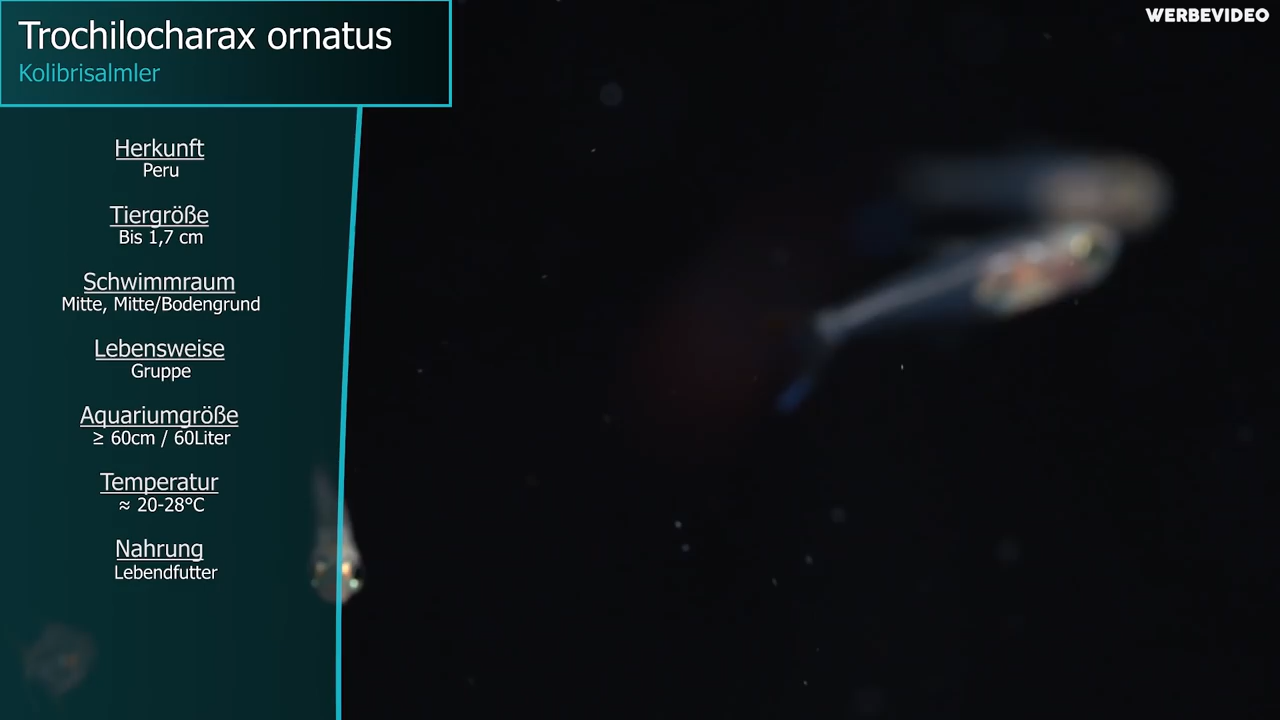 Trochilocharax ornatus
Kolibrisalmler
WERBEVIDEO
Herkunft
Peru
Tiergröße
Bis 1,7 cm
Schwimmraum
Mitte, Mitte/Bodengrund
Lebensweise
Gruppe
Aquariumgröße
≥ 60cm / 60Liter
Temperatur
≈ 20-28°C
Nahrung
Lebendfutter